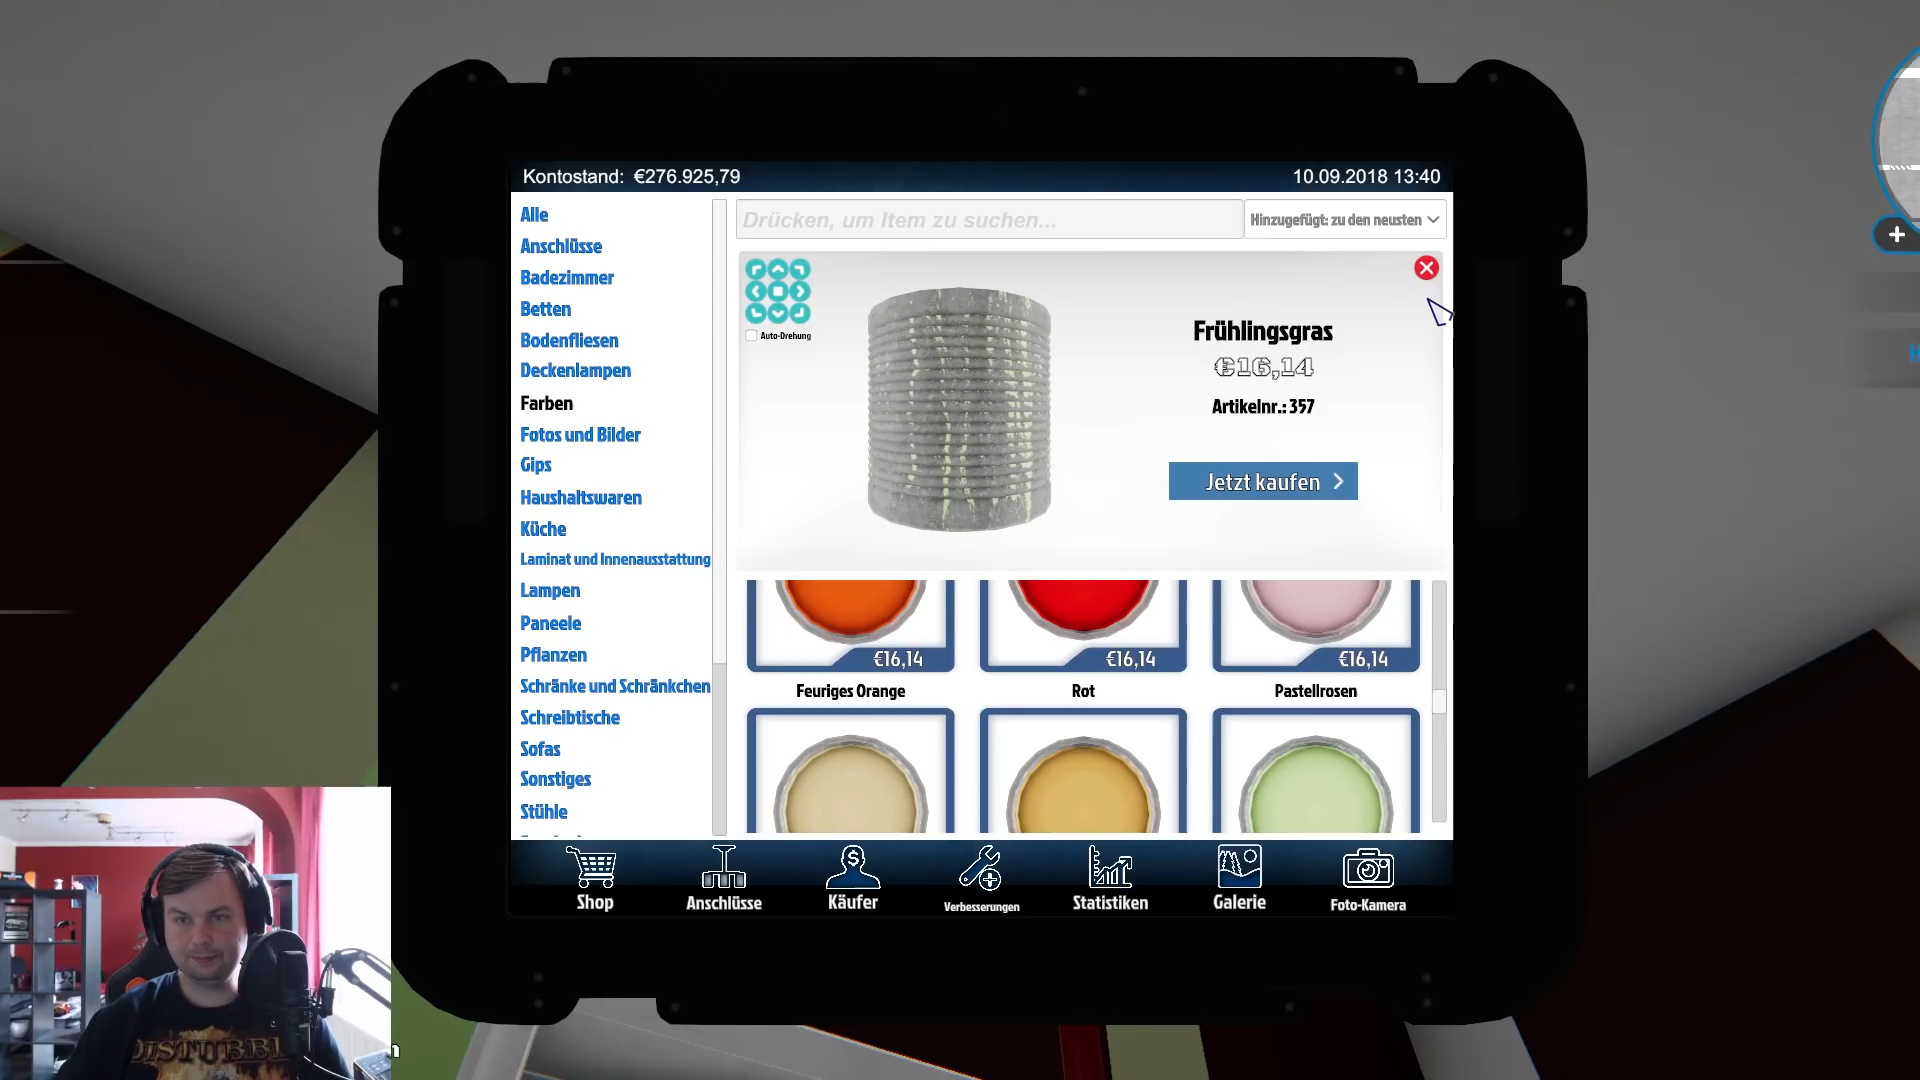 Kontostand: €276.925,79
10.09.2018 13:40
Alle
Anschlüsse
Badezimmer
Betten
Bodenfliesen
Deckenlampen
Farben
Fotos und Bilder
Gips
Haushaltswaren
Küche
Laminat und Innenausstattung
Lampen
Paneele
Pflanzen
Schränke und Schränkchen
Schreibtische
Sofas
Sonstiges
Stühle
Drücken, um Item zu suchen...
Hinzugefügt: zu den neusten
Auto-Drehung
Frühlingsgras
€16,14
Artikelnr.: 357
Jetzt kaufen
€16,14
€16,14
€16,14
Feuriges Orange
Rot
Pastellrosen
Shop
Anschlüsse
Käufer
Verbesserungen
Statistiken
Galerie
Foto-Kamera